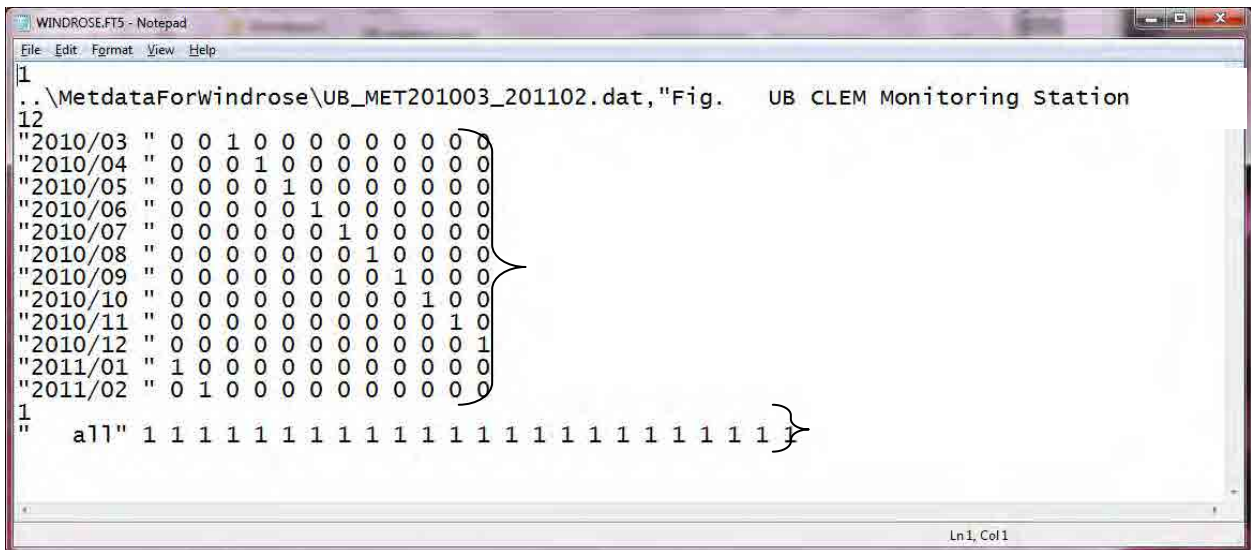 WINDROSE.FT5 - Notepad
File Edit Format View Help
1
..\MetdataForWindrose\UB_MET201003_201102.dat,"Fig.   UB CLEM Monitoring Station
12
"2010/03 " 0 0 1 0 0 0 0 0 0 0 0 0
"2010/04 " 0 0 0 1 0 0 0 0 0 0 0 0
"2010/05 " 0 0 0 0 1 0 0 0 0 0 0 0
"2010/06 " 0 0 0 0 0 1 0 0 0 0 0 0
"2010/07 " 0 0 0 0 0 0 1 0 0 0 0 0
"2010/08 " 0 0 0 0 0 0 0 1 0 0 0 0
"2010/09 " 0 0 0 0 0 0 0 0 1 0 0 0
"2010/10 " 0 0 0 0 0 0 0 0 0 1 0 0
"2010/11 " 0 0 0 0 0 0 0 0 0 0 1 0
"2010/12 " 0 0 0 0 0 0 0 0 0 0 0 1
"2011/01 " 1 0 0 0 0 0 0 0 0 0 0 0
"2011/02 " 0 1 0 0 0 0 0 0 0 0 0 0
1
"   all" 1 1 1 1 1 1 1 1 1 1 1 1 1 1 1 1 1 1 1 1 1 1 1 1
Ln 1, Col 1